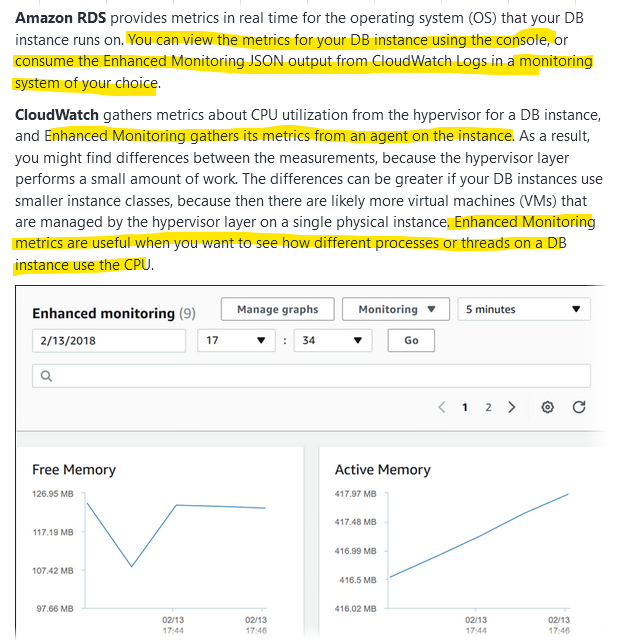 Amazon RDS provides metrics in real time for the operating system (OS) that your DB
instance runs on. You can view the metrics for your DB instance using the console, or
consume the Enhanced Monitoring JSON output from CloudWatch Logs in a monitoring
system of your choice.
CloudWatch gathers metrics about CPU utilization from the hypervisor for a DB instance,
and Enhanced Monitoring gathers its metrics from an agent on the instance. As a result,
you might find differences between the measurements, because the hypervisor layer
performs a small amount of work. The differences can be greater if your DB instances use
smaller instance classes, because then there are likely more virtual machines (VMs) that
are managed by the hypervisor layer on a single physical instance. Enhanced Monitoring
metrics are useful when you want to see how different processes or threads on a DB
instance use the CPU.
Enhanced monitoring (9) Manage graphs Monitoring 5 minutes
2/13/2018 17 : 34 Go
1 2
Free Memory
126.95 MB
117.19 MB
107.42 MB
97.66 MB
02/13 02/13
17:44 17:46
Active Memory
417.97 MB
417.48 MB
416.99 MB
416.5 MB
416.02 MB
02/13 02/13
17:44 17:46